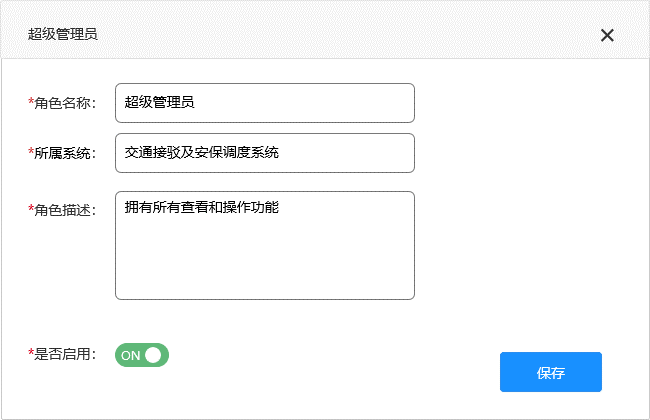 超级管理员
*角色名称： 超级管理员
*所属系统： 交通接驳及安保调度系统
*角色描述： 拥有所有查看和操作功能
*是否启用： ON
保存